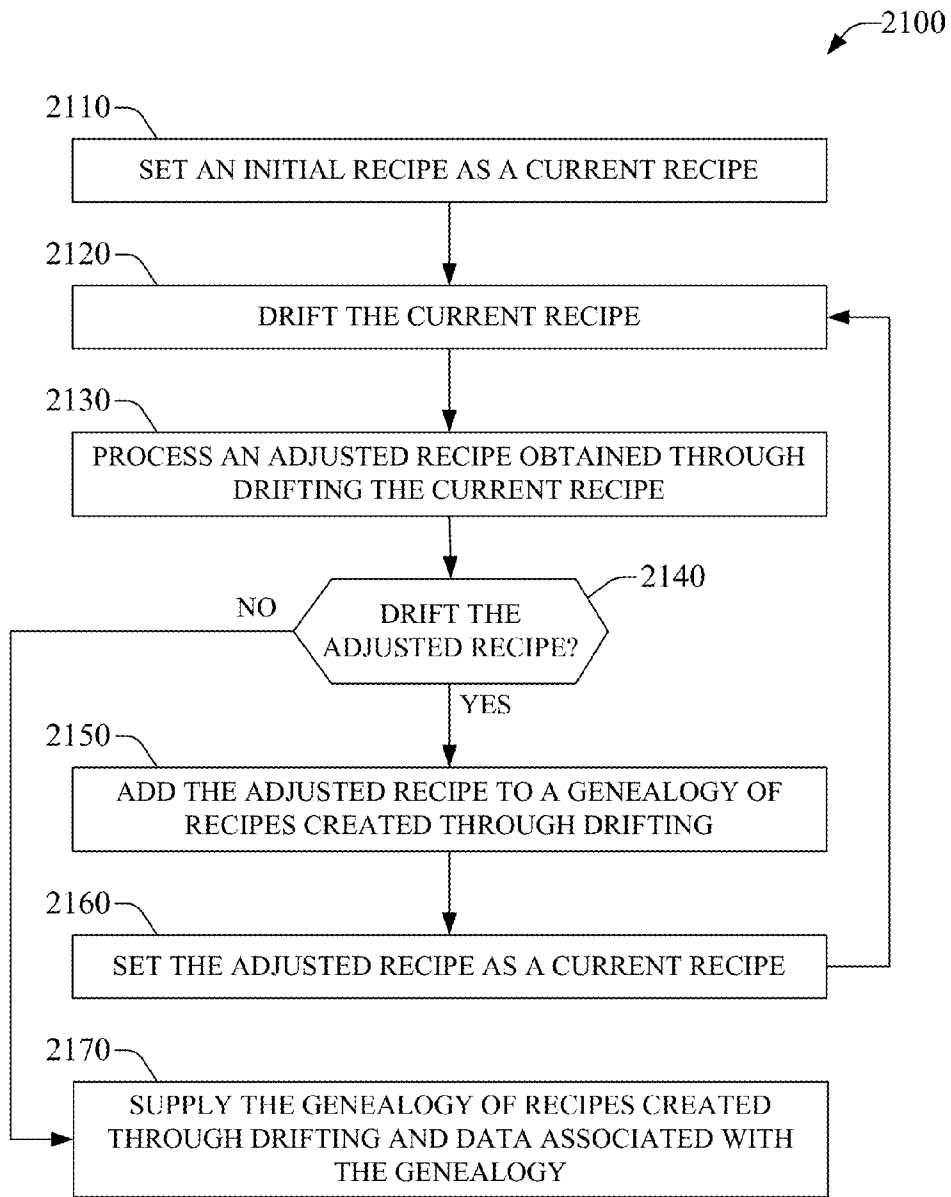 2100
2110
SET AN INITIAL RECIPE AS A CURRENT RECIPE
2120
DRIFT THE CURRENT RECIPE
2130
PROCESS AN ADJUSTED RECIPE OBTAINED THROUGH
DRIFTING THE CURRENT RECIPE
2140
NO
DRIFT THE
ADJUSTED RECIPE?
YES
2150
ADD THE ADJUSTED RECIPE TO A GENEALOGY OF
RECIPES CREATED THROUGH DRIFTING
2160
SET THE ADJUSTED RECIPE AS A CURRENT RECIPE
2170
SUPPLY THE GENEALOGY OF RECIPES CREATED
THROUGH DRIFTING AND DATA ASSOCIATED WITH
THE GENEALOGY